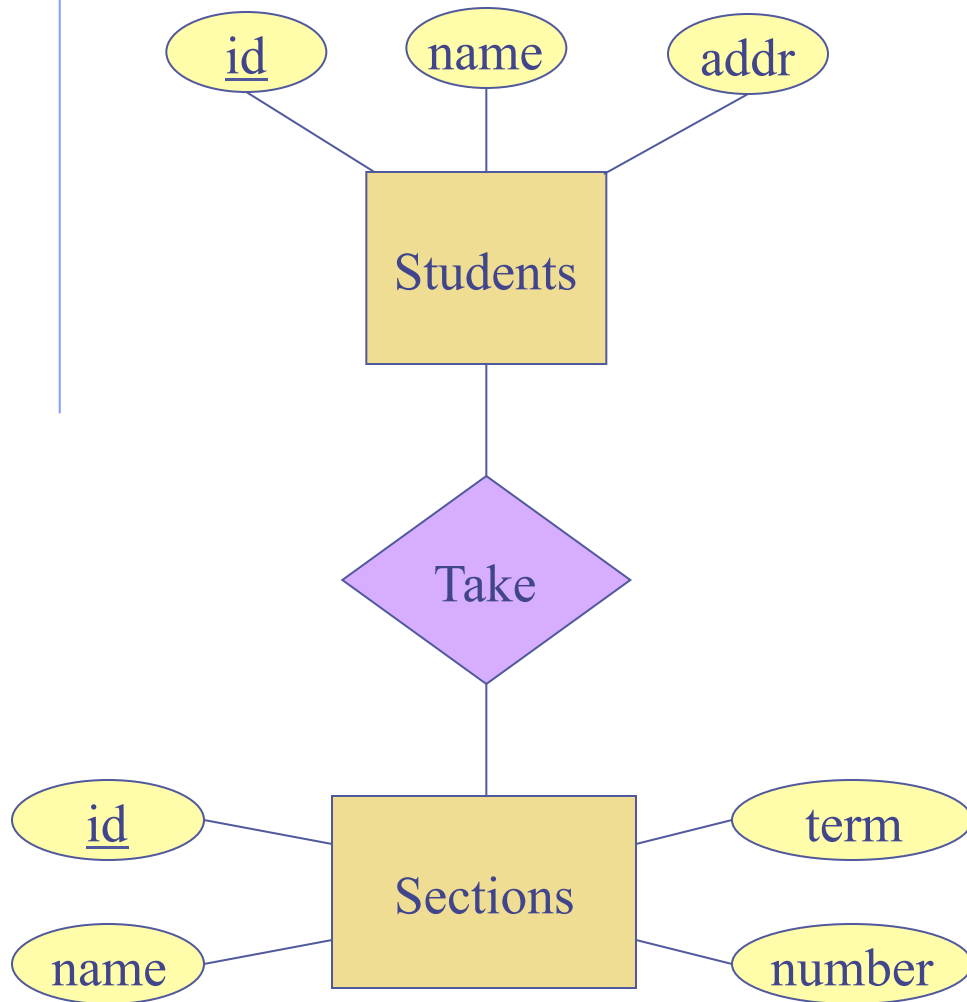 id
name
addr
Students
Take
id
term
Sections
name
number